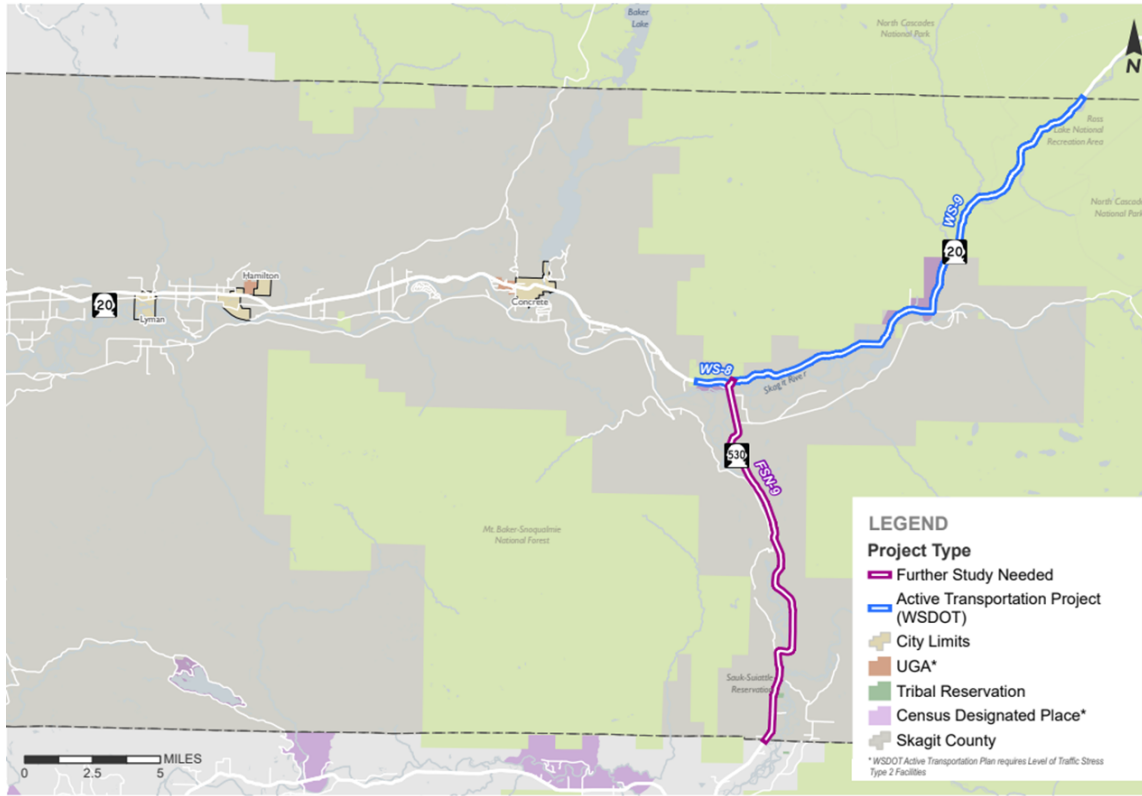 Baker
Lake
North Cascades
National Park
N
Ross
Lake National
Recreation Area
North Cascades
National Park
WS-9
20
Hamilton
20
Lyman
Concrete
WS-8
Skagit River
530
FSN-9
Mt. Baker-Snoqualmie
National Forest
Sauk-Suiattle
Reservation
LEGEND
Project Type
Further Study Needed
Active Transportation Project
(WSDOT)
City Limits
UGA*
Tribal Reservation
Census Designated Place*
Skagit County
* WSDOT Active Transportation Plan requires Level of Traffic Stress
Type 2 Facilities
MILES
0 2.5 5